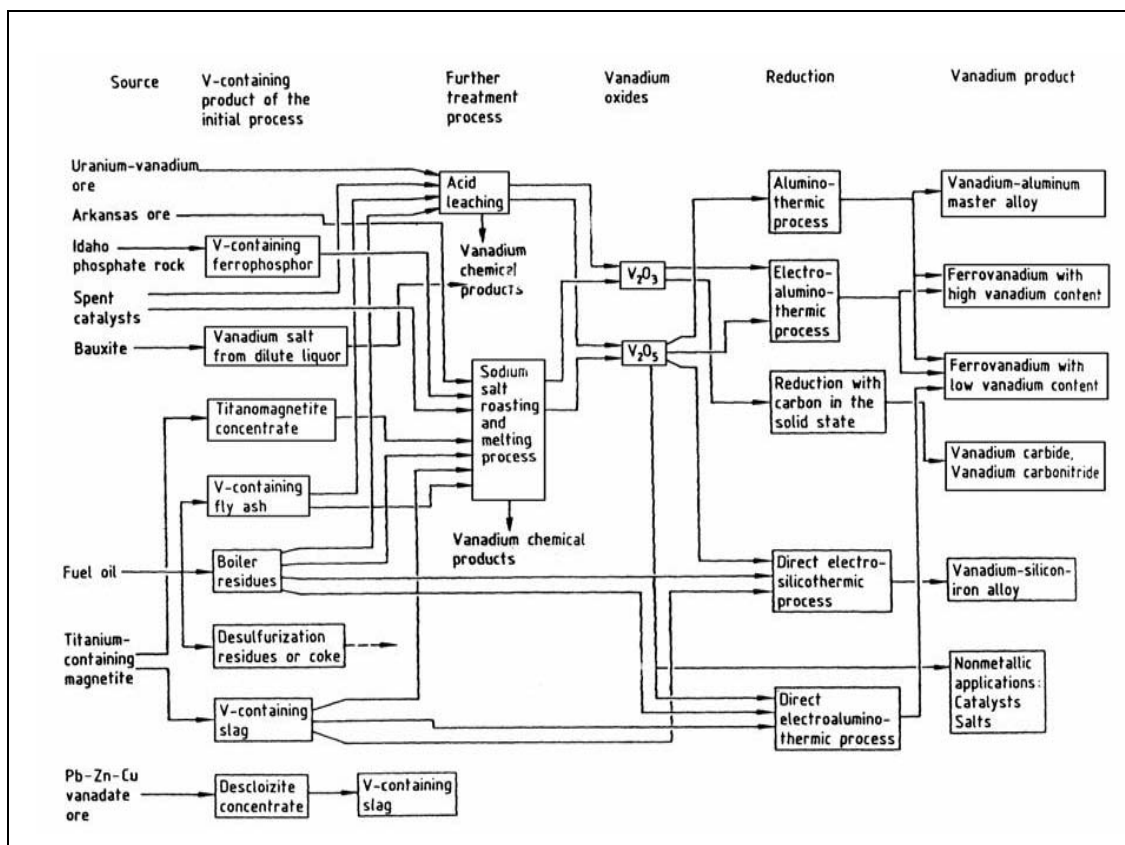 Source
V-containing
product of the
initial process
Further
treatment
process
Vanadium
oxides
Reduction
Vanadium product
Uranium-vanadium
ore
Arkansas ore
Idaho
phosphate rock
Spent
catalysts
Bauxite
Fuel oil
Titanium-
containing
magnetite
Pb-Zn-Cu
vanadate
ore
V-containing
ferrophosphor
Vanadium salt
from dilute liquor
Titanomagnetite
concentrate
V-containing
fly ash
Boiler
residues
Desulfurization
residues or coke
V-containing
slag
Descloizite
concentrate
V-containing
slag
Acid
leaching
Vanadium
chemical
products
Sodium
salt
roasting
and
melting
process
Vanadium chemical
products
V₂O₃
V₂O₅
Alumino-
thermic
process
Electro-
alumino-
thermic
process
Reduction with
carbon in the
solid state
Direct electro-
silicothermic
process
Direct
electroalumino-
thermic process
Vanadium-aluminum
master alloy
Ferrovanadium with
high vanadium content
Ferrovanadium with
low vanadium content
Vanadium carbide,
Vanadium carbonitride
Vanadium-silicon-
iron alloy
Nonmetallic
applications:
Catalysts
Salts